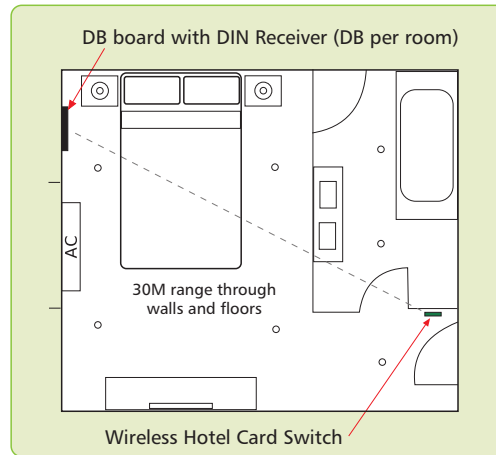 DB board with DIN Receiver (DB per room)
AC
30M range through
walls and floors
Wireless Hotel Card Switch